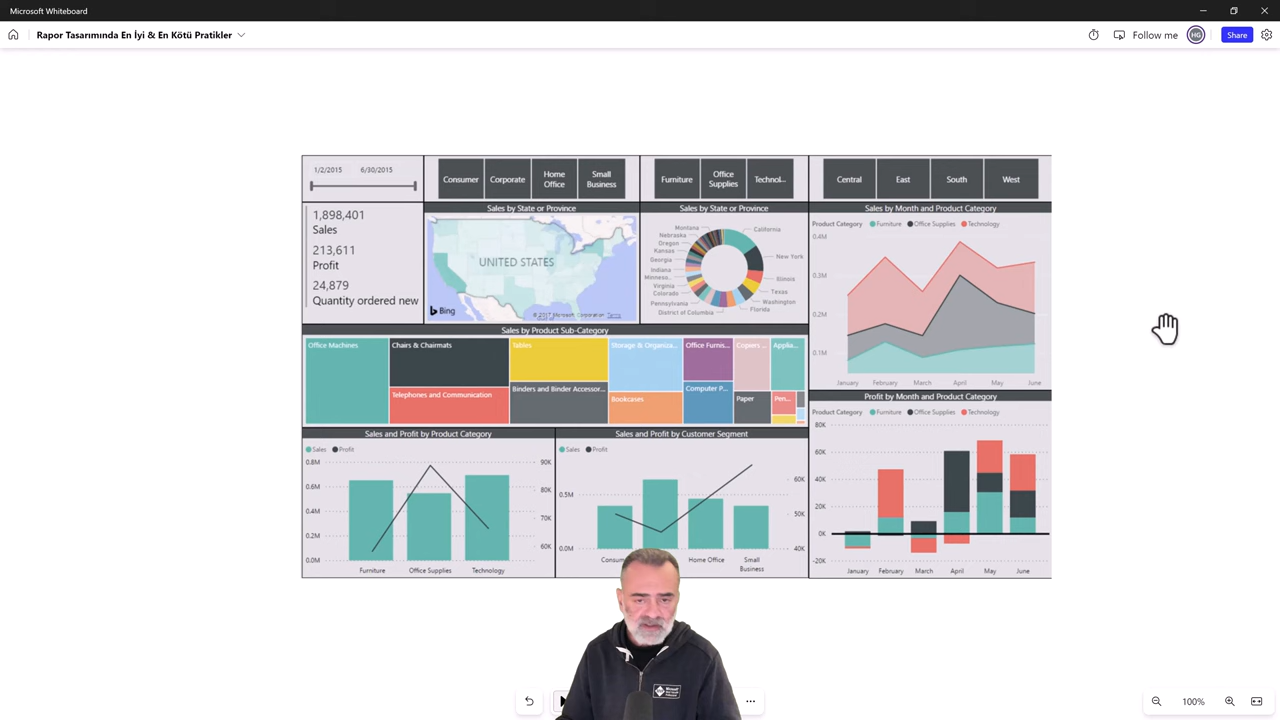 Microsoft Whiteboard
Rapor Tasarımında En İyi & En Kötü Pratikler
Follow me
HG
Share
1/2/2015 6/30/2015
Consumer Corporate Home Office Small Business
Furniture Office Supplies Technol...
Central East South West
1,898,401
Sales
213,611
Profit
24,879
Quantity ordered new
Sales by State or Province
UNITED STATES
Bing
© 2017 Microsoft Corporation Terms
Sales by State or Province
Montana
Nebraska
Oregon
Kansas
Georgia
Indiana
Minneso...
Virginia
Colorado
Pennsylvania
District of Columbia
California
New York
Illinois
Texas
Washington
Florida
Sales by Month and Product Category
Product Category Furniture Office Supplies Technology
0.4M
0.3M
0.2M
0.1M
January February March April May June
Sales by Product Sub-Category
Office Machines
Chairs & Chairmats
Telephones and Communication
Tables
Binders and Binder Accessor...
Storage & Organiza...
Bookcases
Office Furnis...
Computer P...
Copiers ...
Paper
Applia...
Pen...
Profit by Month and Product Category
Product Category Furniture Office Supplies Technology
80K
60K
40K
20K
0K
-20K
January February March April May June
Sales and Profit by Product Category
Sales Profit
0.8M 90K
0.6M 80K
0.4M 70K
0.2M 60K
0.0M
Furniture Office Supplies Technology
Sales and Profit by Customer Segment
Sales Profit
0.5M 60K
50K
0.0M 40K
Home Office Small Business
100%